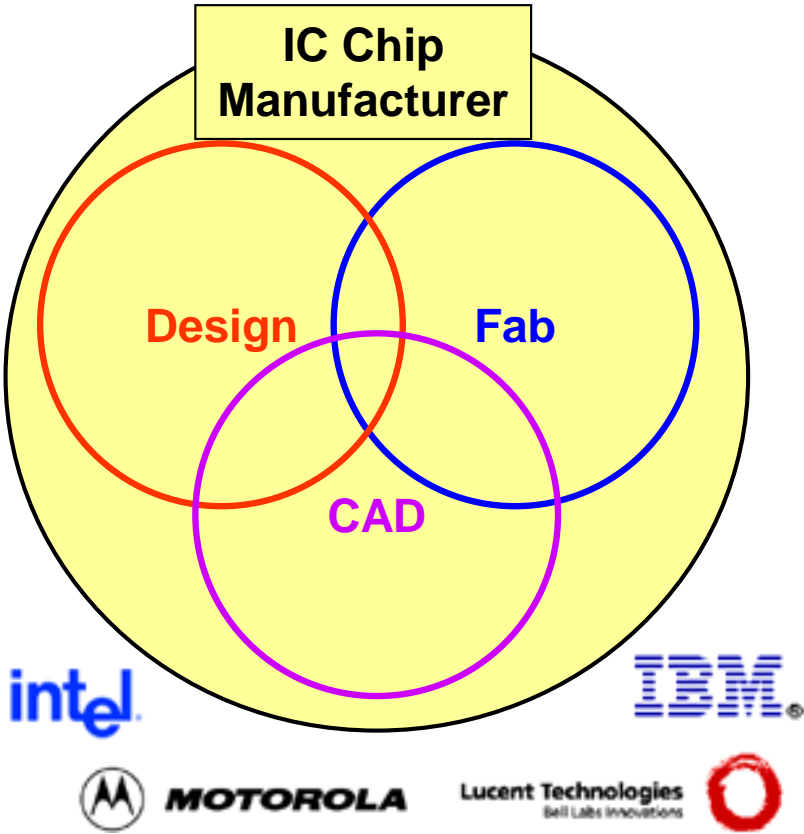 IC Chip
Manufacturer
Design
Fab
CAD
intel.
IBM®
MOTOROLA
Lucent Technologies
Bell Labs Innovations